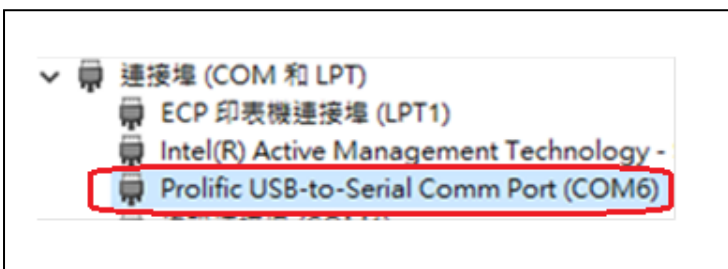 連接埠 (COM 和 LPT)
ECP 印表機連接埠 (LPT1)
Intel(R) Active Management Technology -
Prolific USB-to-Serial Comm Port (COM6)